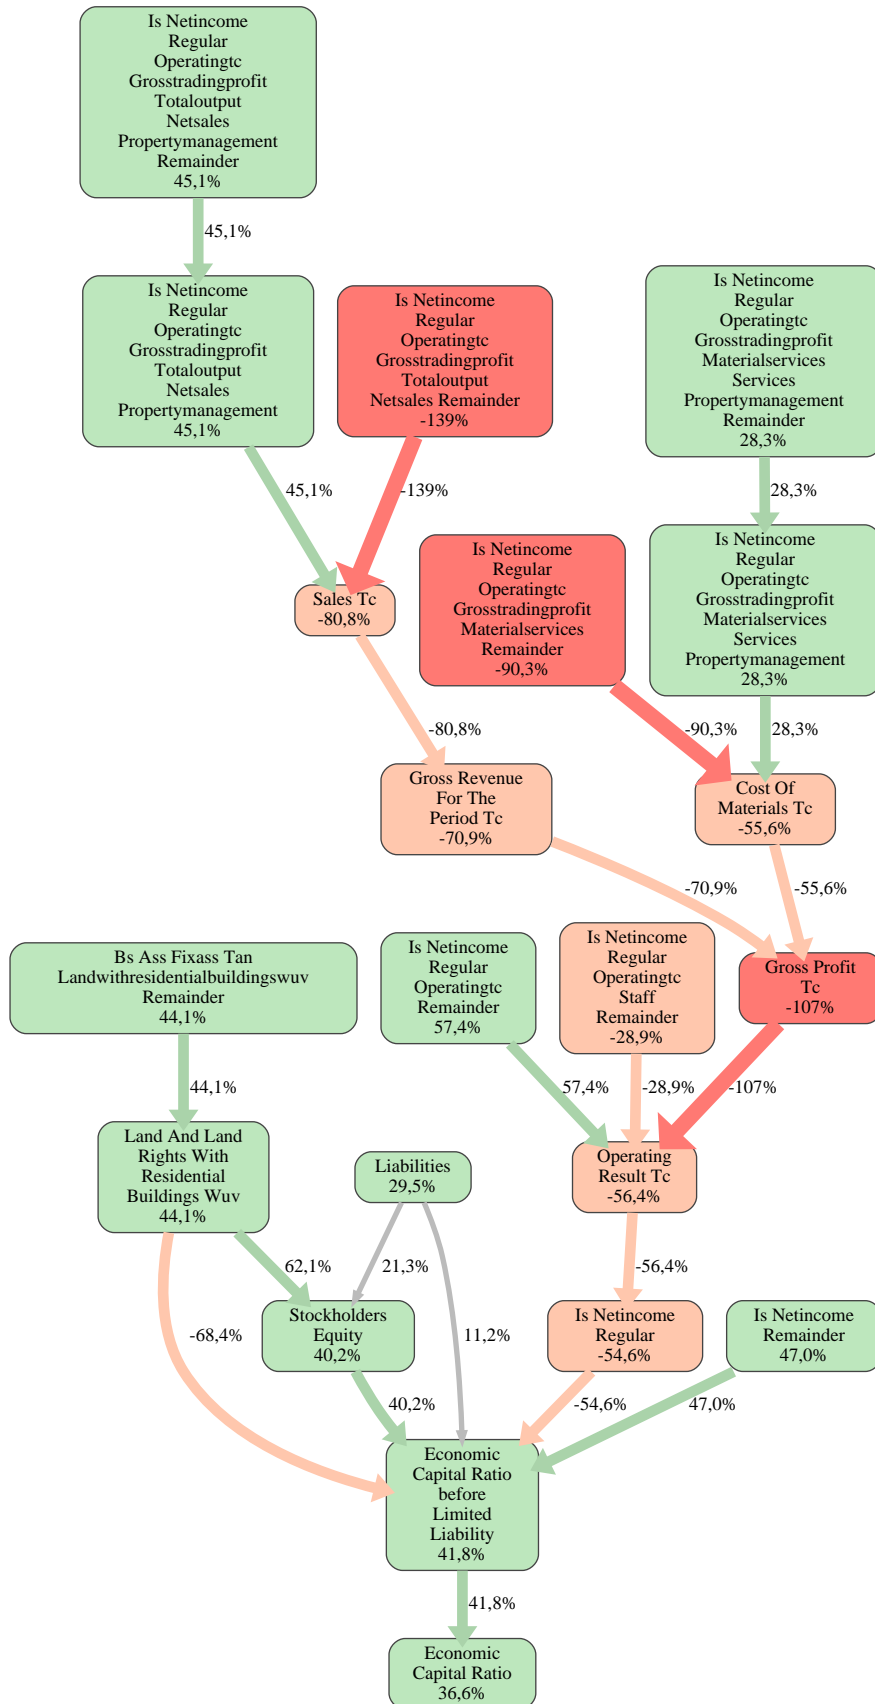 Is Netincome
Regular
Operatingtc
Grosstradingprofit
Totaloutput
Netsales
Propertymanagement
Remainder
45,1%
45,1%
Is Netincome
Regular
Operatingtc
Grosstradingprofit
Totaloutput
Netsales
Propertymanagement
45,1%
Is Netincome
Regular
Operatingtc
Grosstradingprofit
Totaloutput
Netsales Remainder
-139%
Is Netincome
Regular
Operatingtc
Grosstradingprofit
Materialservices
Services
Propertymanagement
Remainder
28,3%
45,1%
-139%
28,3%
Is Netincome
Regular
Operatingtc
Grosstradingprofit
Materialservices
Remainder
-90,3%
Is Netincome
Regular
Operatingtc
Grosstradingprofit
Materialservices
Services
Propertymanagement
28,3%
Sales Tc
-80,8%
-80,8%
-90,3%
28,3%
Gross Revenue
For The
Period Tc
-70,9%
Cost Of
Materials Tc
-55,6%
-70,9%
-55,6%
Bs Ass Fixass Tan
Landwithresidentialbuildingswuv
Remainder
44,1%
Is Netincome
Regular
Operatingtc
Remainder
57,4%
Is Netincome
Regular
Operatingtc
Staff
Remainder
-28,9%
Gross Profit
Tc
-107%
44,1%
57,4%
-28,9%
-107%
Land And Land
Rights With
Residential
Buildings Wuv
44,1%
Liabilities
29,5%
Operating
Result Tc
-56,4%
62,1%
21,3%
-56,4%
-68,4%
Stockholders
Equity
40,2%
11,2%
Is Netincome
Regular
-54,6%
Is Netincome
Remainder
47,0%
40,2%
-54,6%
47,0%
Economic
Capital Ratio
before
Limited
Liability
41,8%
41,8%
Economic
Capital Ratio
36,6%